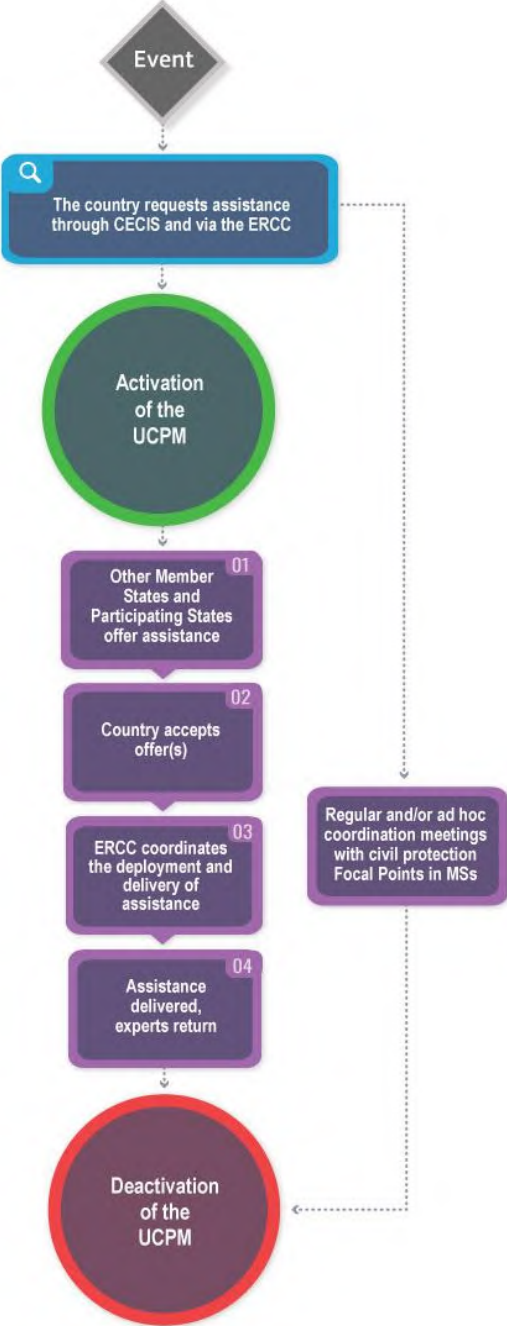 Event
The country requests assistance
through CECIS and via the ERCC
Activation
of the
UCPM
01
Other Member
States and
Participating States
offer assistance
02
Country accepts
offer(s)
03
ERCC coordinates
the deployment and
delivery of
assistance
04
Assistance
delivered,
experts return
Regular and/or ad hoc
coordination meetings
with civil protection
Focal Points in MSs
Deactivation
of the
UCPM